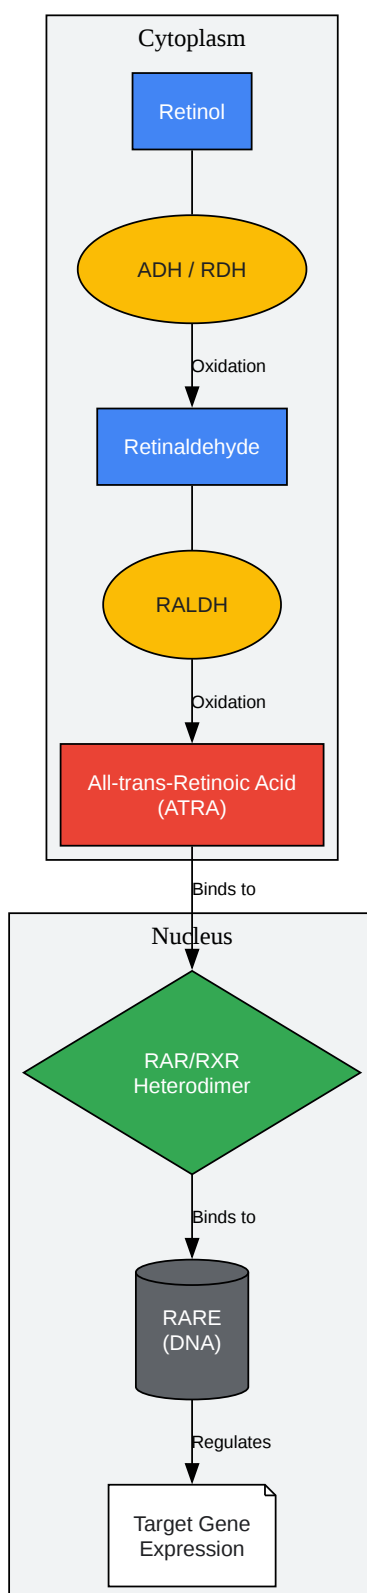 Cytoplasm
Retinol
ADH / RDH
Oxidation
Retinaldehyde
RALDH
Oxidation
All-trans-Retinoic Acid
(ATRA)
Binds to
Nucleus
RAR/RXR
Heterodimer
Binds to
RARE
(DNA)
Regulates
Target Gene
Expression